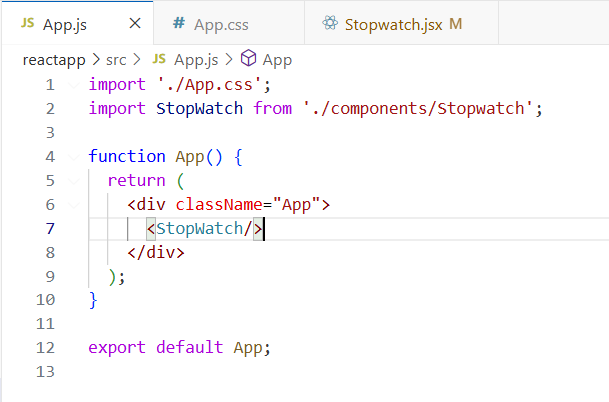 JS App.js × # App.css Stopwatch.jsx M
reactapp > src > JS App.js > App
1 import './App.css';
2 import StopWatch from './components/Stopwatch';
3
4 function App() {
5   return (
6     <div className="App">
7       <StopWatch/>
8     </div>
9   );
10 }
11
12 export default App;
13